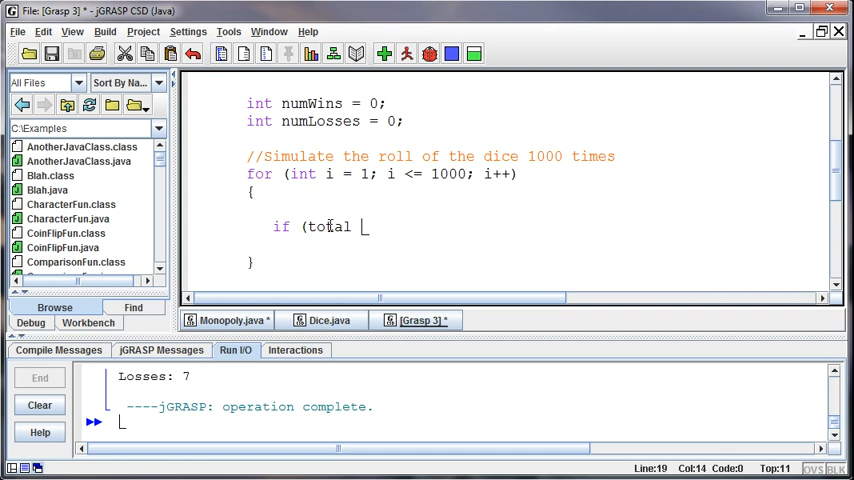 File: [Grasp 3] * - jGRASP CSD (Java)
File Edit View Build Project Settings Tools Window Help
All Files Sort By Na...
C:\Examples
AnotherJavaClass.class
AnotherJavaClass.java
Blah.class
Blah.java
CharacterFun.class
CharacterFun.java
CoinFlipFun.class
CoinFlipFun.java
ComparisonFun.class
Browse Find
Debug Workbench
int numWins = 0;
int numLosses = 0;
//Simulate the roll of the dice 1000 times
for (int i = 1; i <= 1000; i++)
{
if (total
}
Monopoly.java * Dice.java [Grasp 3] *
Compile Messages jGRASP Messages Run I/O Interactions
End
Clear
Help
Losses: 7
----jGRASP: operation complete.
Line:19 Col:14 Code:0 Top:11 OVS BLK